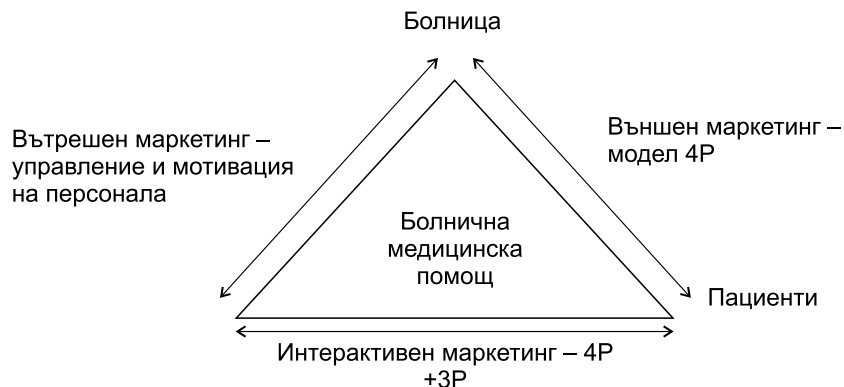 Болница
Вътрешен маркетинг –
управление и мотивация
на персонала
Външен маркетинг –
модел 4P
Болнична
медицинска
помощ
Пациенти
Интерактивен маркетинг – 4P
+3P